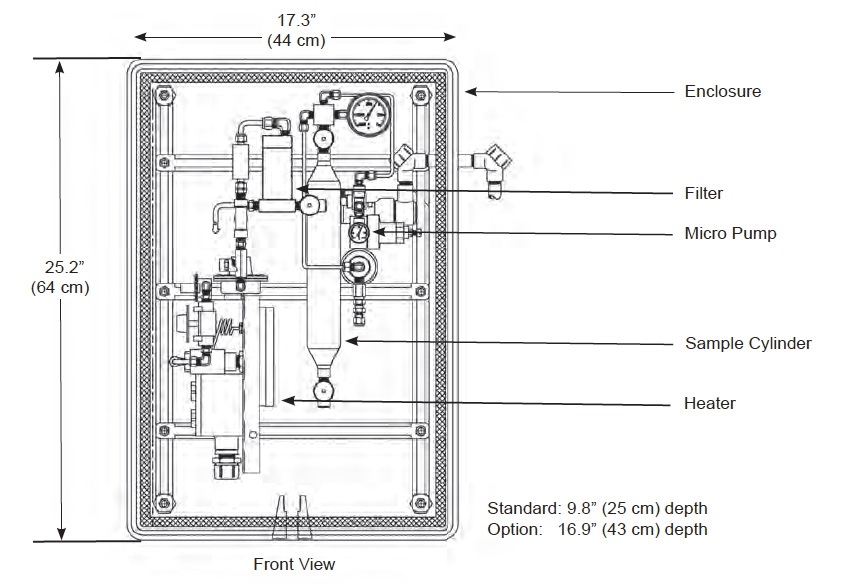 17.3”
(44 cm)
Enclosure
Filter
Micro Pump
25.2”
(64 cm)
Sample Cylinder
Heater
Standard: 9.8” (25 cm) depth
Option: 16.9” (43 cm) depth
Front View